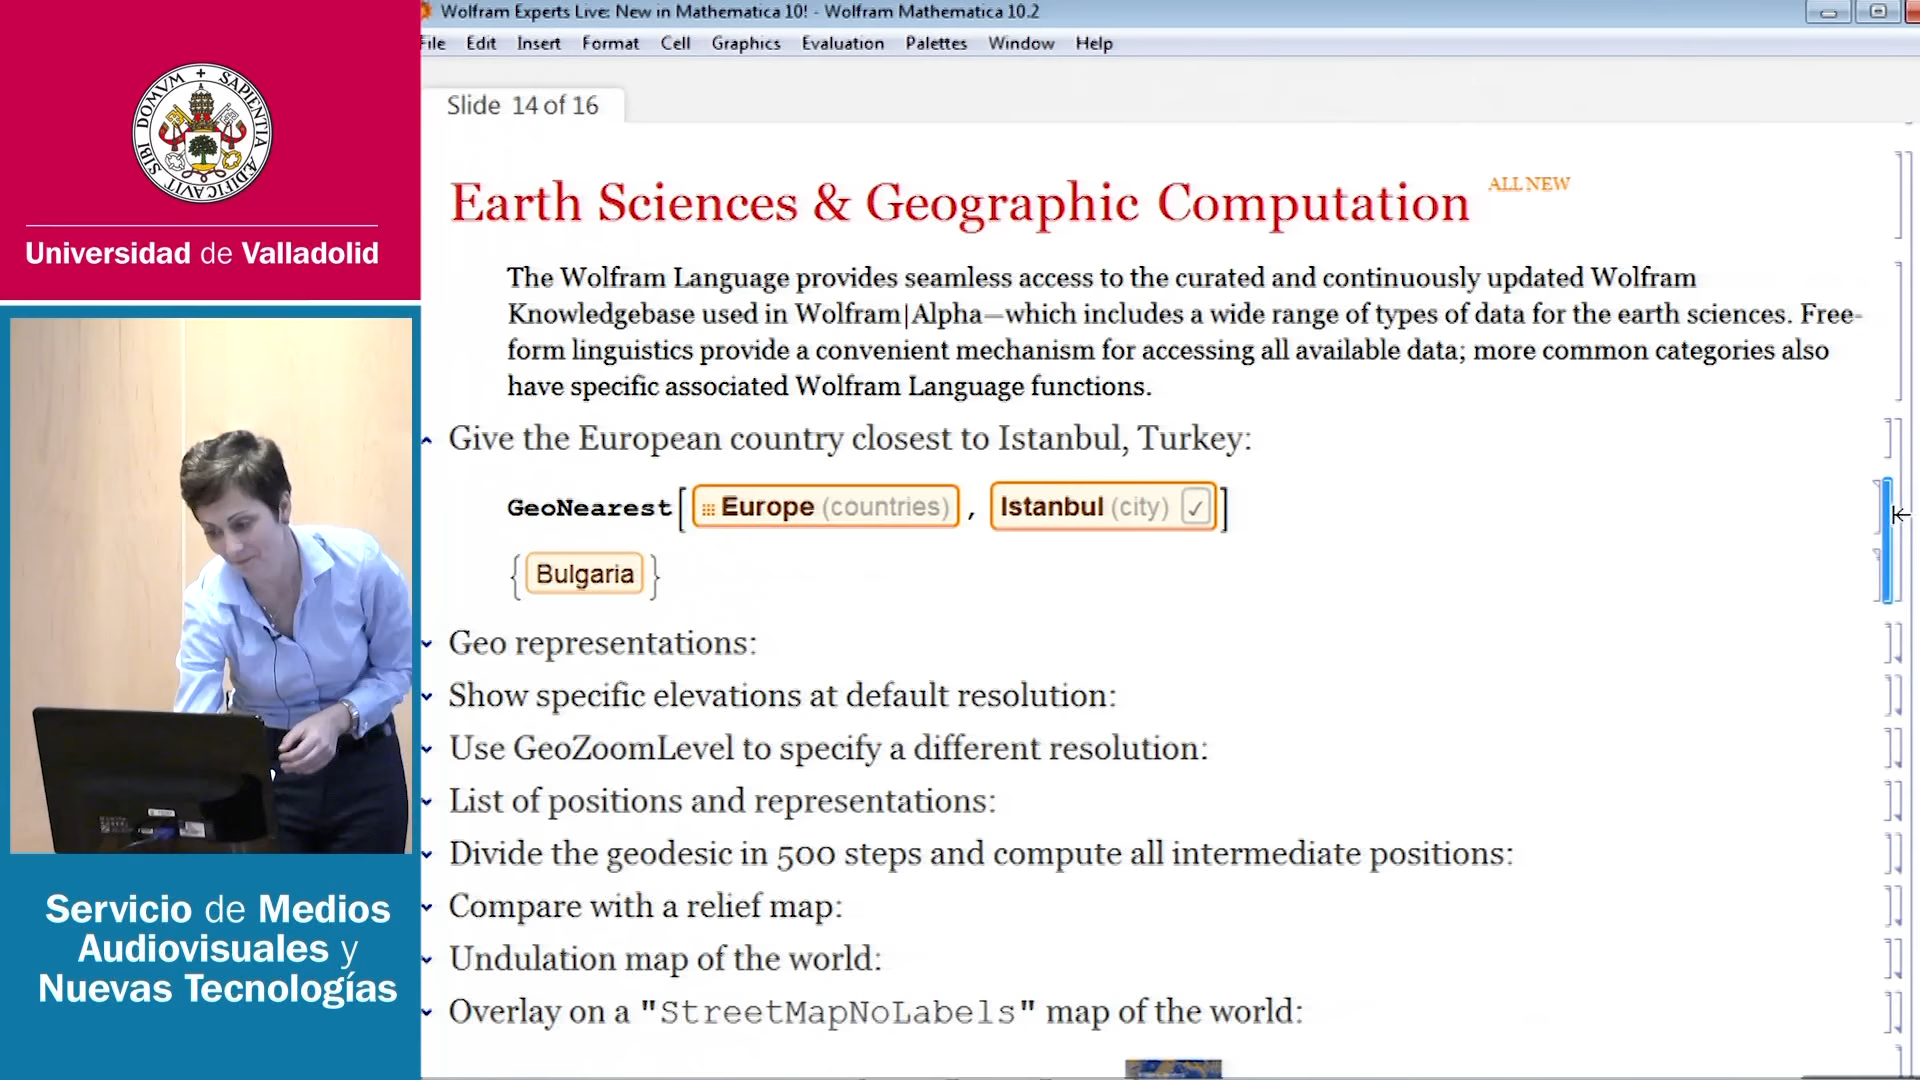 Wolfram Experts Live: New in Mathematica 10! - Wolfram Mathematica 10.2
File Edit Insert Format Cell Graphics Evaluation Palettes Window Help
Slide 14 of 16
Earth Sciences & Geographic Computation ALL NEW
The Wolfram Language provides seamless access to the curated and continuously updated Wolfram
Knowledgebase used in Wolfram|Alpha—which includes a wide range of types of data for the earth sciences. Free-
form linguistics provide a convenient mechanism for accessing all available data; more common categories also
have specific associated Wolfram Language functions.
Give the European country closest to Istanbul, Turkey:
GeoNearest[Europe (countries), Istanbul (city) ✓]
{Bulgaria}
Geo representations:
Show specific elevations at default resolution:
Use GeoZoomLevel to specify a different resolution:
List of positions and representations:
Divide the geodesic in 500 steps and compute all intermediate positions:
Compare with a relief map:
Undulation map of the world:
Overlay on a "StreetMapNoLabels" map of the world:
SIBI DOMVM + SAPIENTIA ÆDIFICAVIT
Universidad de Valladolid
Servicio de Medios
Audiovisuales y
Nuevas Tecnologías